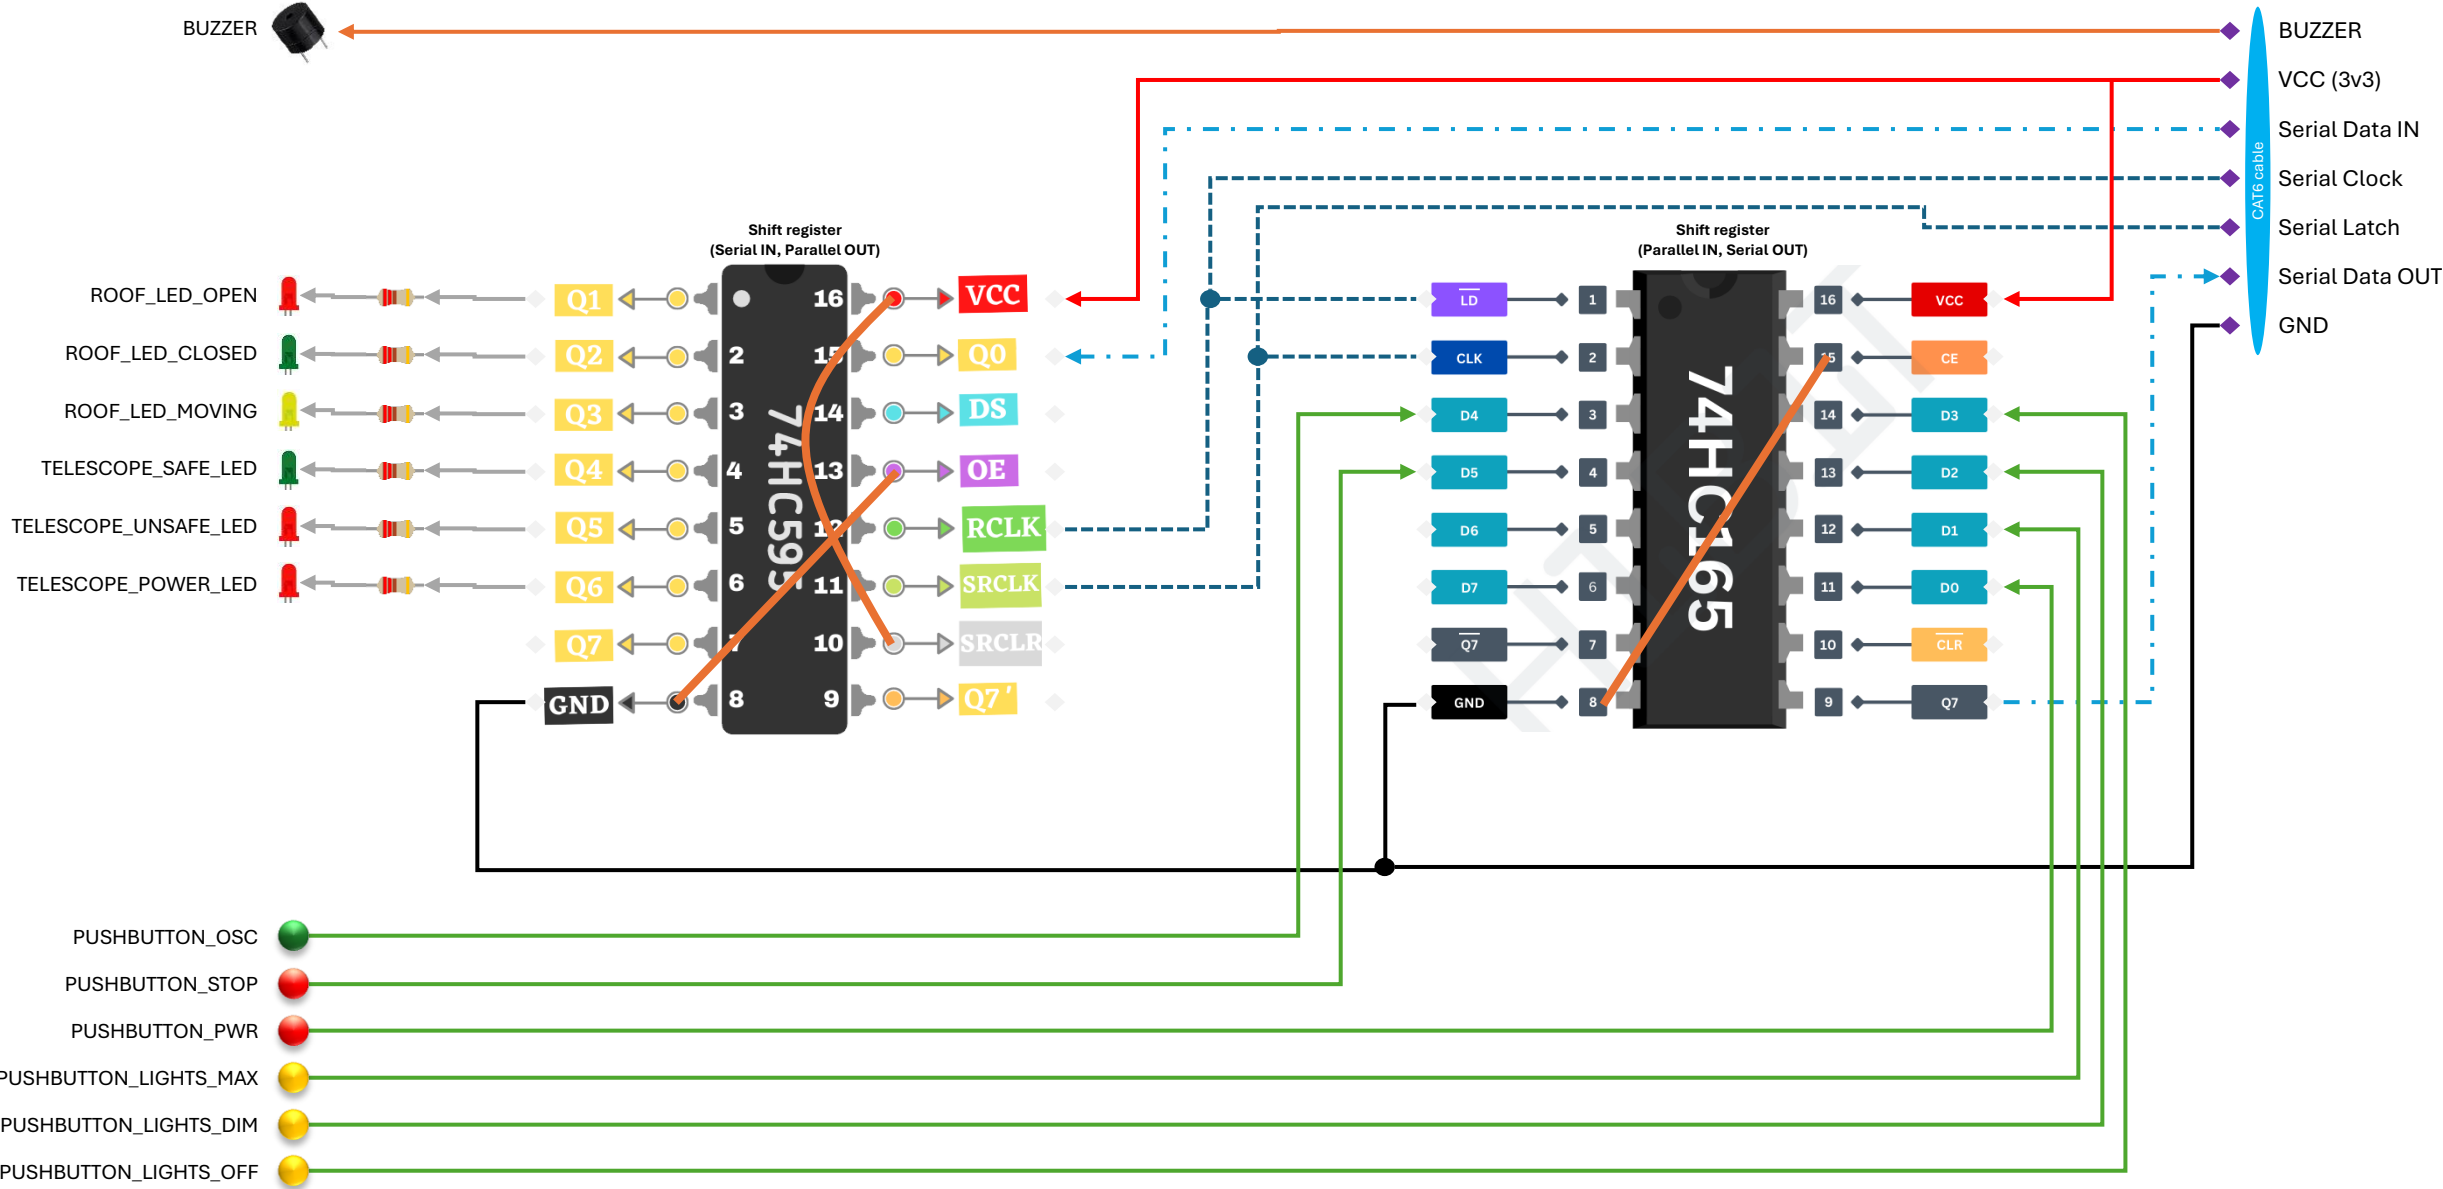 BUZZER
BUZZER
VCC (3v3)
Serial Data IN
Serial Clock
Serial Latch
Serial Data OUT
GND
CAT6 cable
Shift register
(Serial IN, Parallel OUT)
Shift register
(Parallel IN, Serial OUT)
ROOF_LED_OPEN
Q1
16
VCC
LD
1
16
VCC
ROOF_LED_CLOSED
Q2
2
15
Q0
CLK
2
15
CE
ROOF_LED_MOVING
Q3
3
14
DS
D4
3
14
D3
TELESCOPE_SAFE_LED
Q4
4
13
OE
D5
4
13
D2
TELESCOPE_UNSAFE_LED
Q5
5
12
RCLK
D6
5
12
D1
TELESCOPE_POWER_LED
Q6
6
11
SRCLK
D7
6
11
D0
Q7
7
10
SRCLR
Q7
7
10
CLR
GND
8
9
Q7'
GND
8
9
Q7
74HC595
74HC165
PUSHBUTTON_OSC
PUSHBUTTON_STOP
PUSHBUTTON_PWR
PUSHBUTTON_LIGHTS_MAX
PUSHBUTTON_LIGHTS_DIM
PUSHBUTTON_LIGHTS_OFF